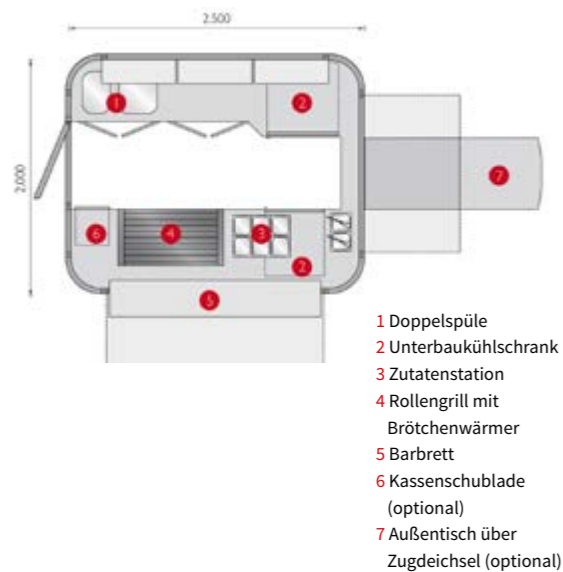 2.500
2.000
1
2
7
6
4
3
2
5
1 Doppelspüle
2 Unterbaukühlschrank
3 Zutatenstation
4 Rollengrill mit
Brötchenwärmer
5 Barbrett
6 Kassenschublade
(optional)
7 Außentisch über
Zugdeichsel (optional)